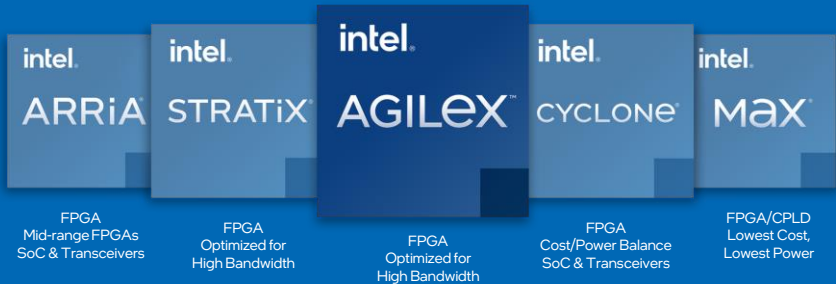 intel.
ARRIA®
FPGA
Mid-range FPGAs
SoC & Transceivers
intel.
STRATIX®
FPGA
Optimized for
High Bandwidth
intel.
AGILEX™
FPGA
Optimized for
High Bandwidth
intel.
CYCLONE®
FPGA
Cost/Power Balance
SoC & Transceivers
intel.
MAX®
FPGA/CPLD
Lowest Cost,
Lowest Power